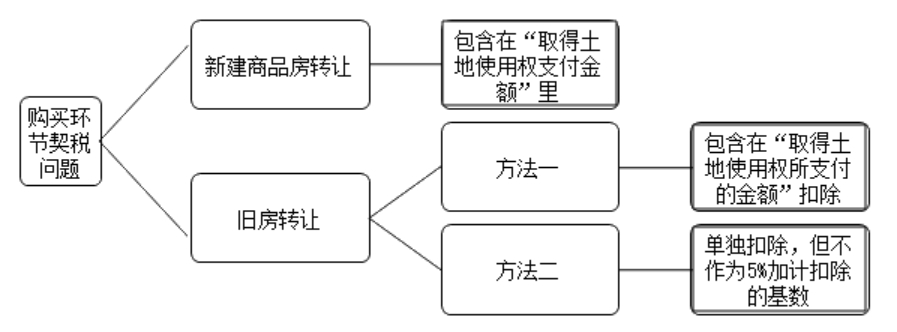 购买环
节契税
问题
新建商品房转让
包含在“取得土
地使用权支付金
额”里
旧房转让
方法一
包含在“取得土
地使用权所支付
的金额”扣除
方法二
单独扣除，但不
作为5%加计扣除
的基数